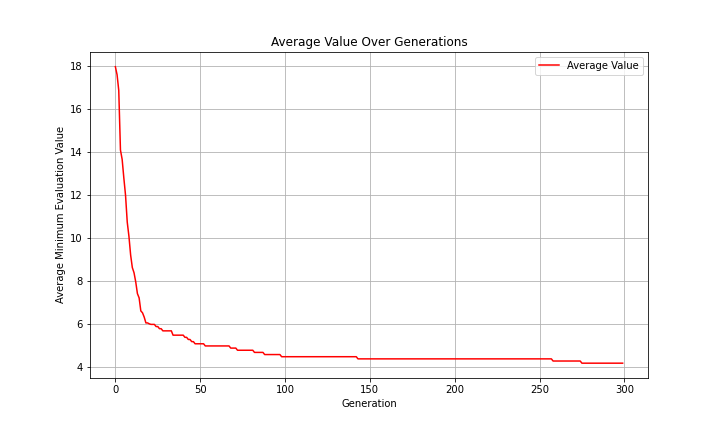 Average Value Over Generations
Average Value
Average Minimum Evaluation Value
18
16
14
12
10
8
6
4
0 50 100 150 200 250 300
Generation